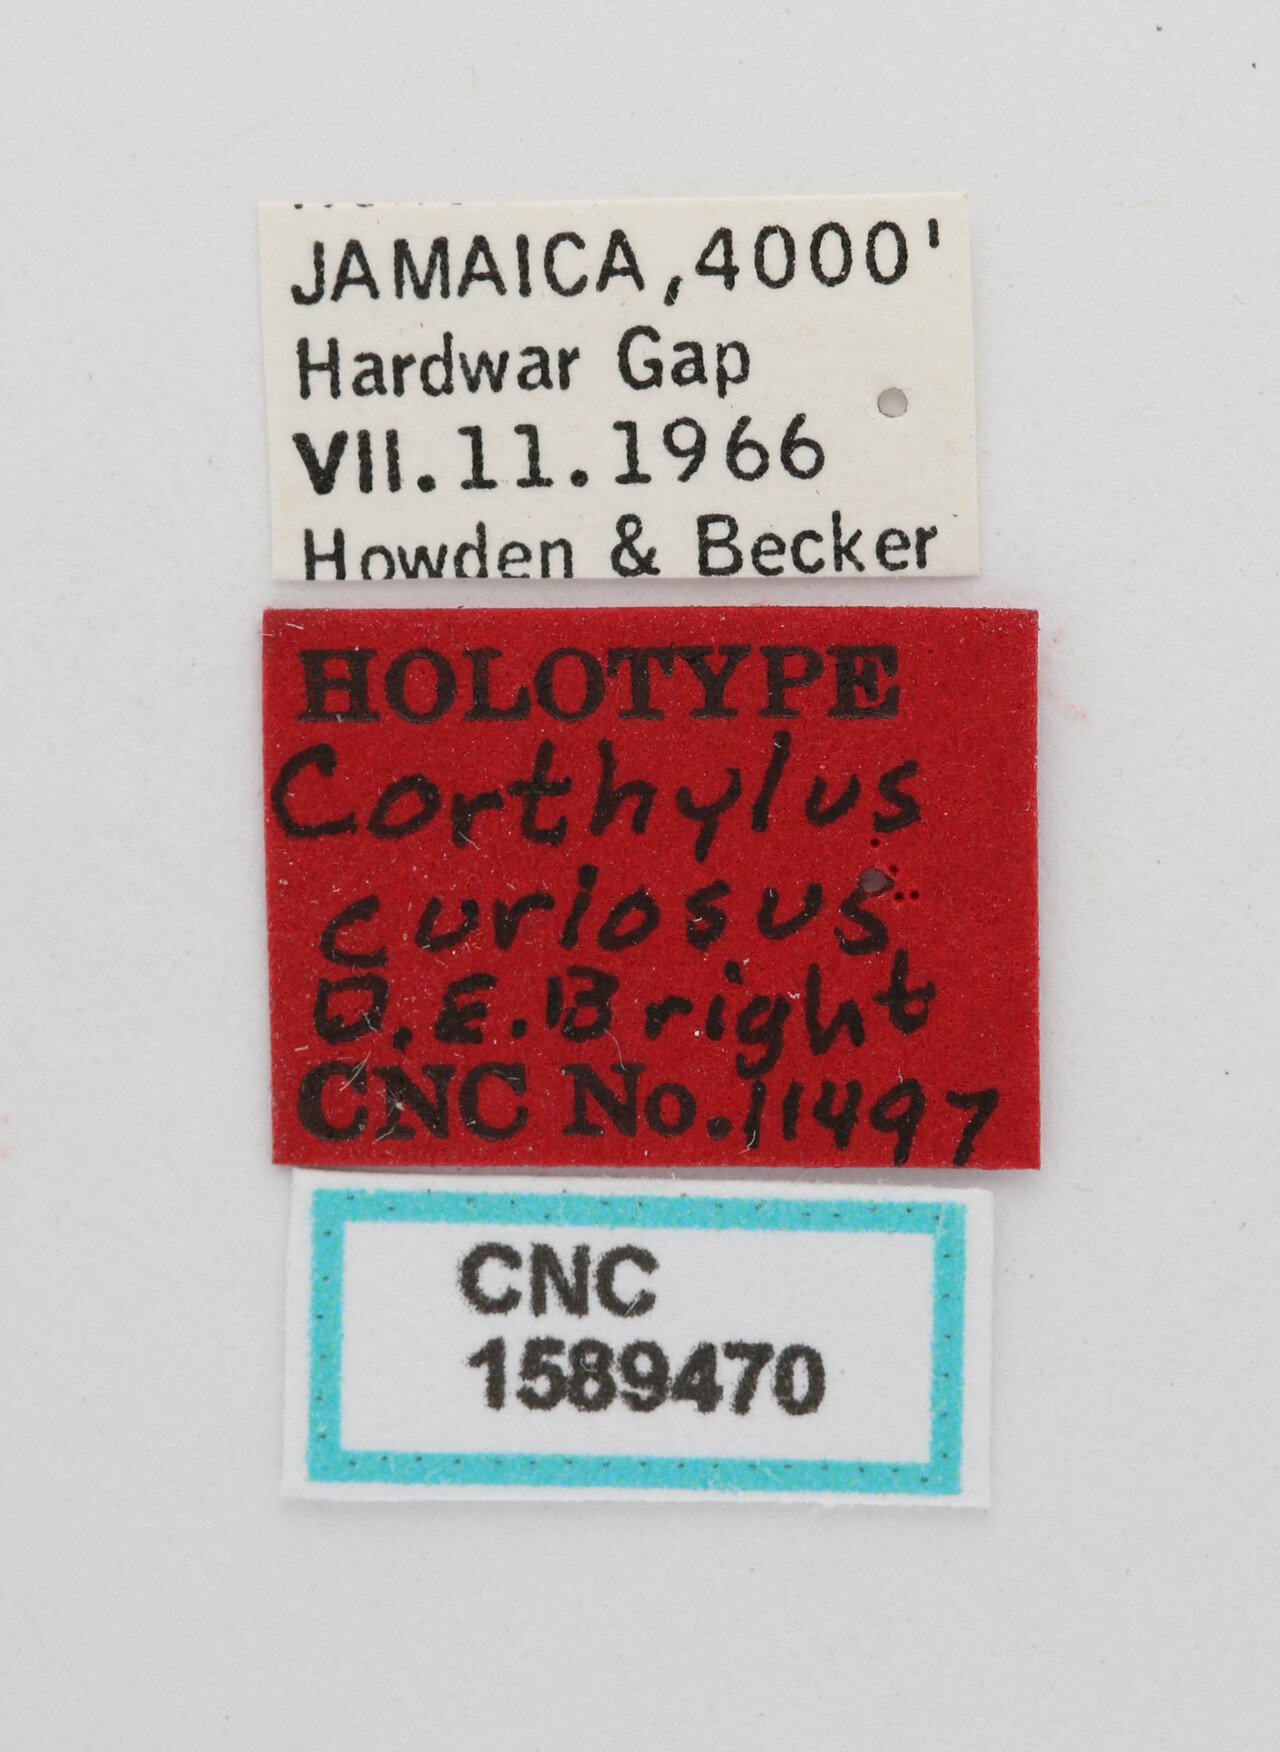 JAMAICA, 4000'
Hardwar Gap
VII.11.1966
Howden & Becker
HOLOTYPE
Corthylus
curiosus
D.E.Bright
CNC No. 11497
CNC
1589470